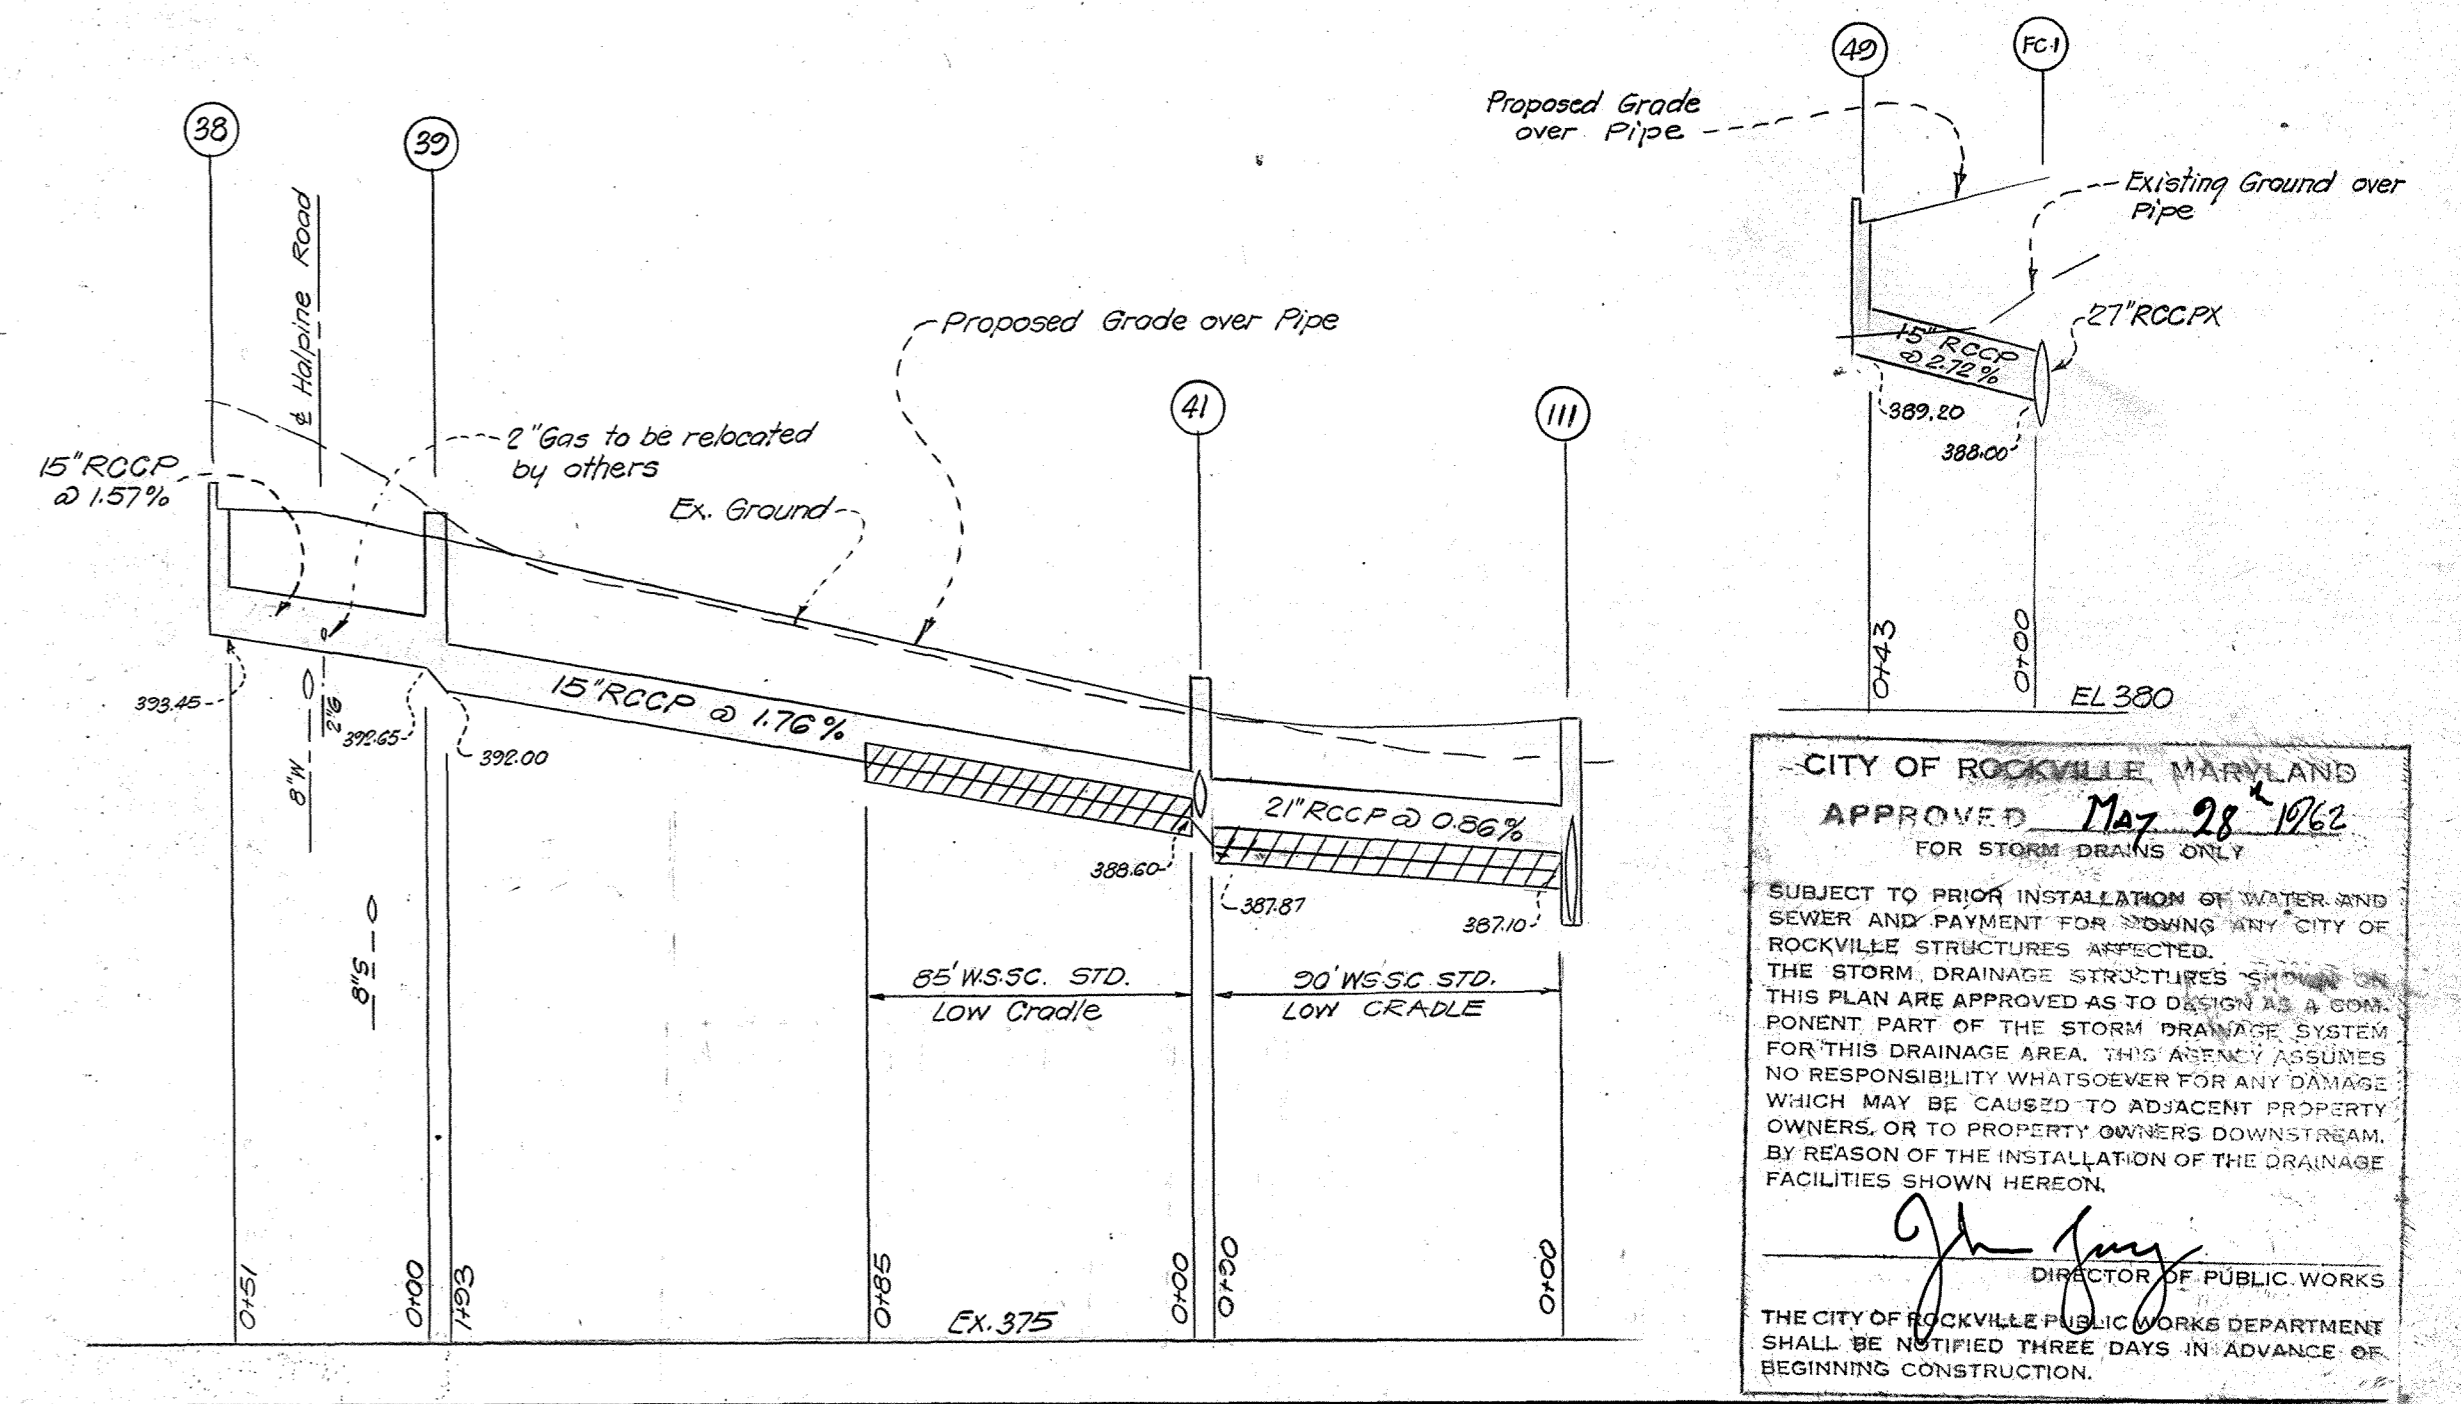 38
39
℄ Halpine Road
15" RCCP
@ 1.57%
2" Gas to be relocated
by others
Ex. Ground
Proposed Grade over Pipe
41
111
393.45
8"W
2"G
392.65
392.00
8"S
15" RCCP @ 1.76%
21" RCCP @ 0.86%
388.60
387.87
387.10
85' W.S.S.C. STD.
Low Cradle
90' W.S.S.C. STD.
LOW CRADLE
0+51
0+00
1+93
0+85
0+00
0+90
0+00
EX. 375
49
FC-1
Proposed Grade
over Pipe
Existing Ground over
Pipe
27" RCCPX
15" RCCP
@ 2.72%
389.20
388.00
0+43
0+00
EL 380
CITY OF ROCKVILLE, MARYLAND
APPROVED May 28th 1962
FOR STORM DRAINS ONLY
SUBJECT TO PRIOR INSTALLATION OF WATER AND
SEWER AND PAYMENT FOR MOVING ANY CITY OF
ROCKVILLE STRUCTURES AFFECTED.
THE STORM DRAINAGE STRUCTURES SHOWN ON
THIS PLAN ARE APPROVED AS TO DESIGN AS A COM-
PONENT PART OF THE STORM DRAINAGE SYSTEM
FOR THIS DRAINAGE AREA. THIS AGENCY ASSUMES
NO RESPONSIBILITY WHATSOEVER FOR ANY DAMAGE
WHICH MAY BE CAUSED TO ADJACENT PROPERTY
OWNERS, OR TO PROPERTY OWNERS DOWNSTREAM,
BY REASON OF THE INSTALLATION OF THE DRAINAGE
FACILITIES SHOWN HEREON.
DIRECTOR OF PUBLIC WORKS
THE CITY OF ROCKVILLE PUBLIC WORKS DEPARTMENT
SHALL BE NOTIFIED THREE DAYS IN ADVANCE OF
BEGINNING CONSTRUCTION.